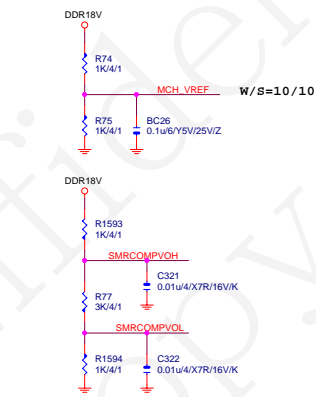 DDR18V
R74
1K/4/1
MCH_VREF W/S=10/10
R75
1K/4/1
BC26
0.1u/6/Y5V/25V/Z
DDR18V
R1593
1K/4/1
SMRCOMPVOH
C321
0.01u/4/X7R/16V/K
R77
3K/4/1
SMRCOMPVOL
R1594
1K/4/1
C322
0.01u/4/X7R/16V/K